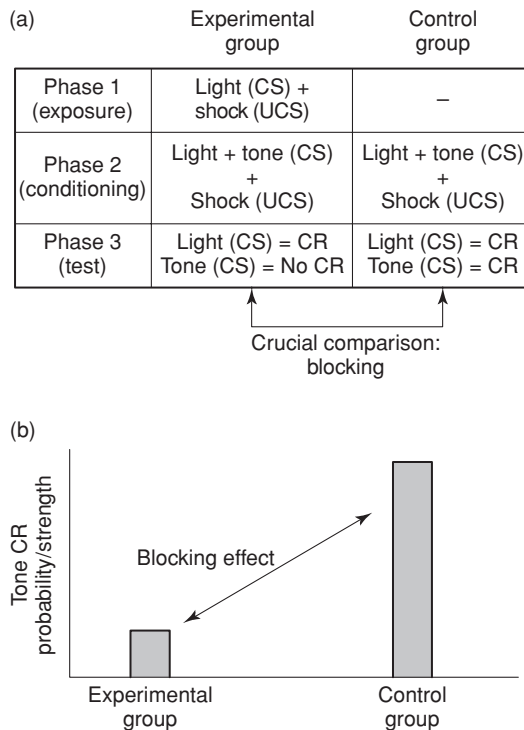 (a)
Experimental group
Control group
Phase 1
(exposure)
Light (CS) +
shock (UCS)
–
Phase 2
(conditioning)
Light + tone (CS)
+
Shock (UCS)
Light + tone (CS)
+
Shock (UCS)
Phase 3
(test)
Light (CS) = CR
Tone (CS) = No CR
Light (CS) = CR
Tone (CS) = CR
Crucial comparison:
blocking
(b)
Tone CR
probability/strength
Blocking effect
Experimental
group
Control
group